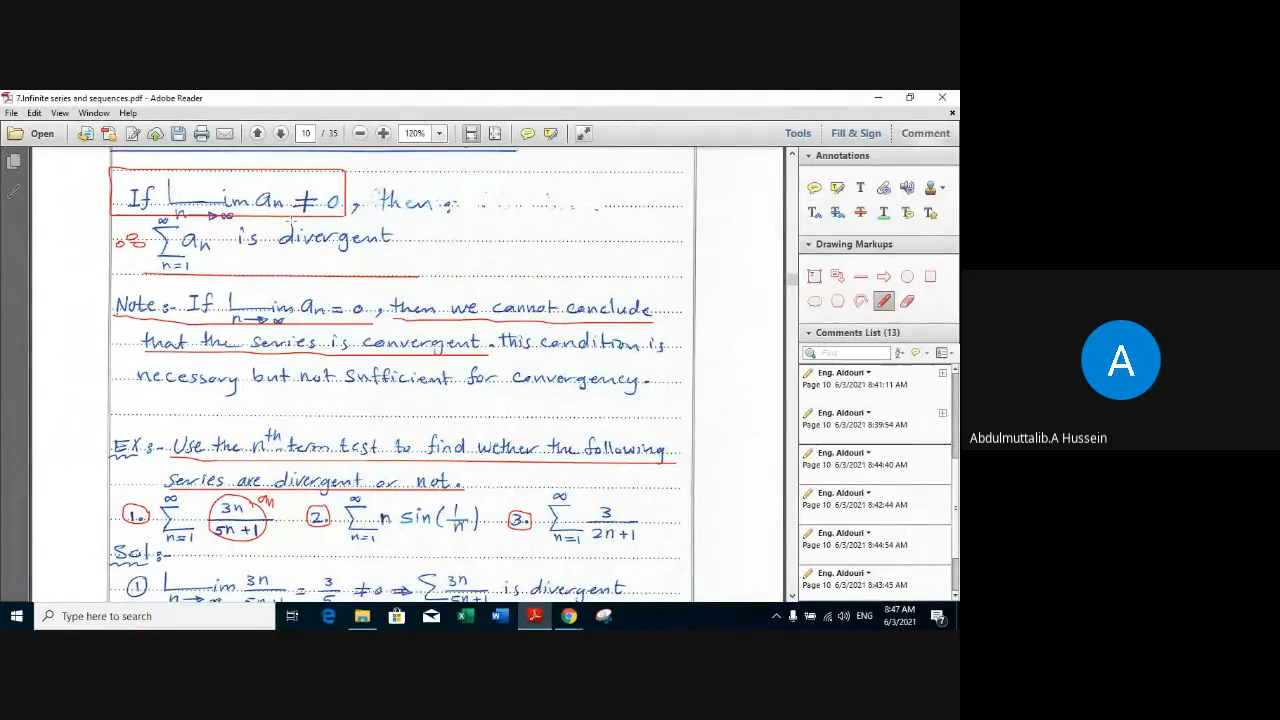 7.Infinite series and sequences.pdf - Adobe Reader
File Edit View Window Help
Open 10 / 35 120% Tools Fill & Sign Comment
If Lim an ≠ 0, then:
n→∞
∞
∴ ∑ an is divergent
n=1
Note:- If Lim an = 0, then we cannot conclude
n→∞
that the series is convergent. This condition is
necessary but not sufficient for convergency.
EX:- Use the nth term test to find wether the following
series are divergent or not.
1. ∞∑n=1 3n/5n+1 an 2. ∞∑n=1 n sin(1/n) 3. ∞∑n=1 3/2n+1
Sol:-
① Lim n→∞ 3n/5n+1 = 3/5 ≠ 0 ⇒ ∑ 3n/5n+1 is divergent
Annotations
T
T T T T T
Drawing Markups
Comments List (13)
Find
Eng. Aldouri
Page 10 6/3/2021 8:41:11 AM
Eng. Aldouri
Page 10 6/3/2021 8:39:54 AM
Eng. Aldouri
Page 10 6/3/2021 8:44:40 AM
Eng. Aldouri
Page 10 6/3/2021 8:42:44 AM
Eng. Aldouri
Page 10 6/3/2021 8:44:54 AM
Eng. Aldouri
Page 10 6/3/2021 8:43:45 AM
A
Abdulmuttalib.A Hussein
Type here to search
ENG
8:47 AM
6/3/2021